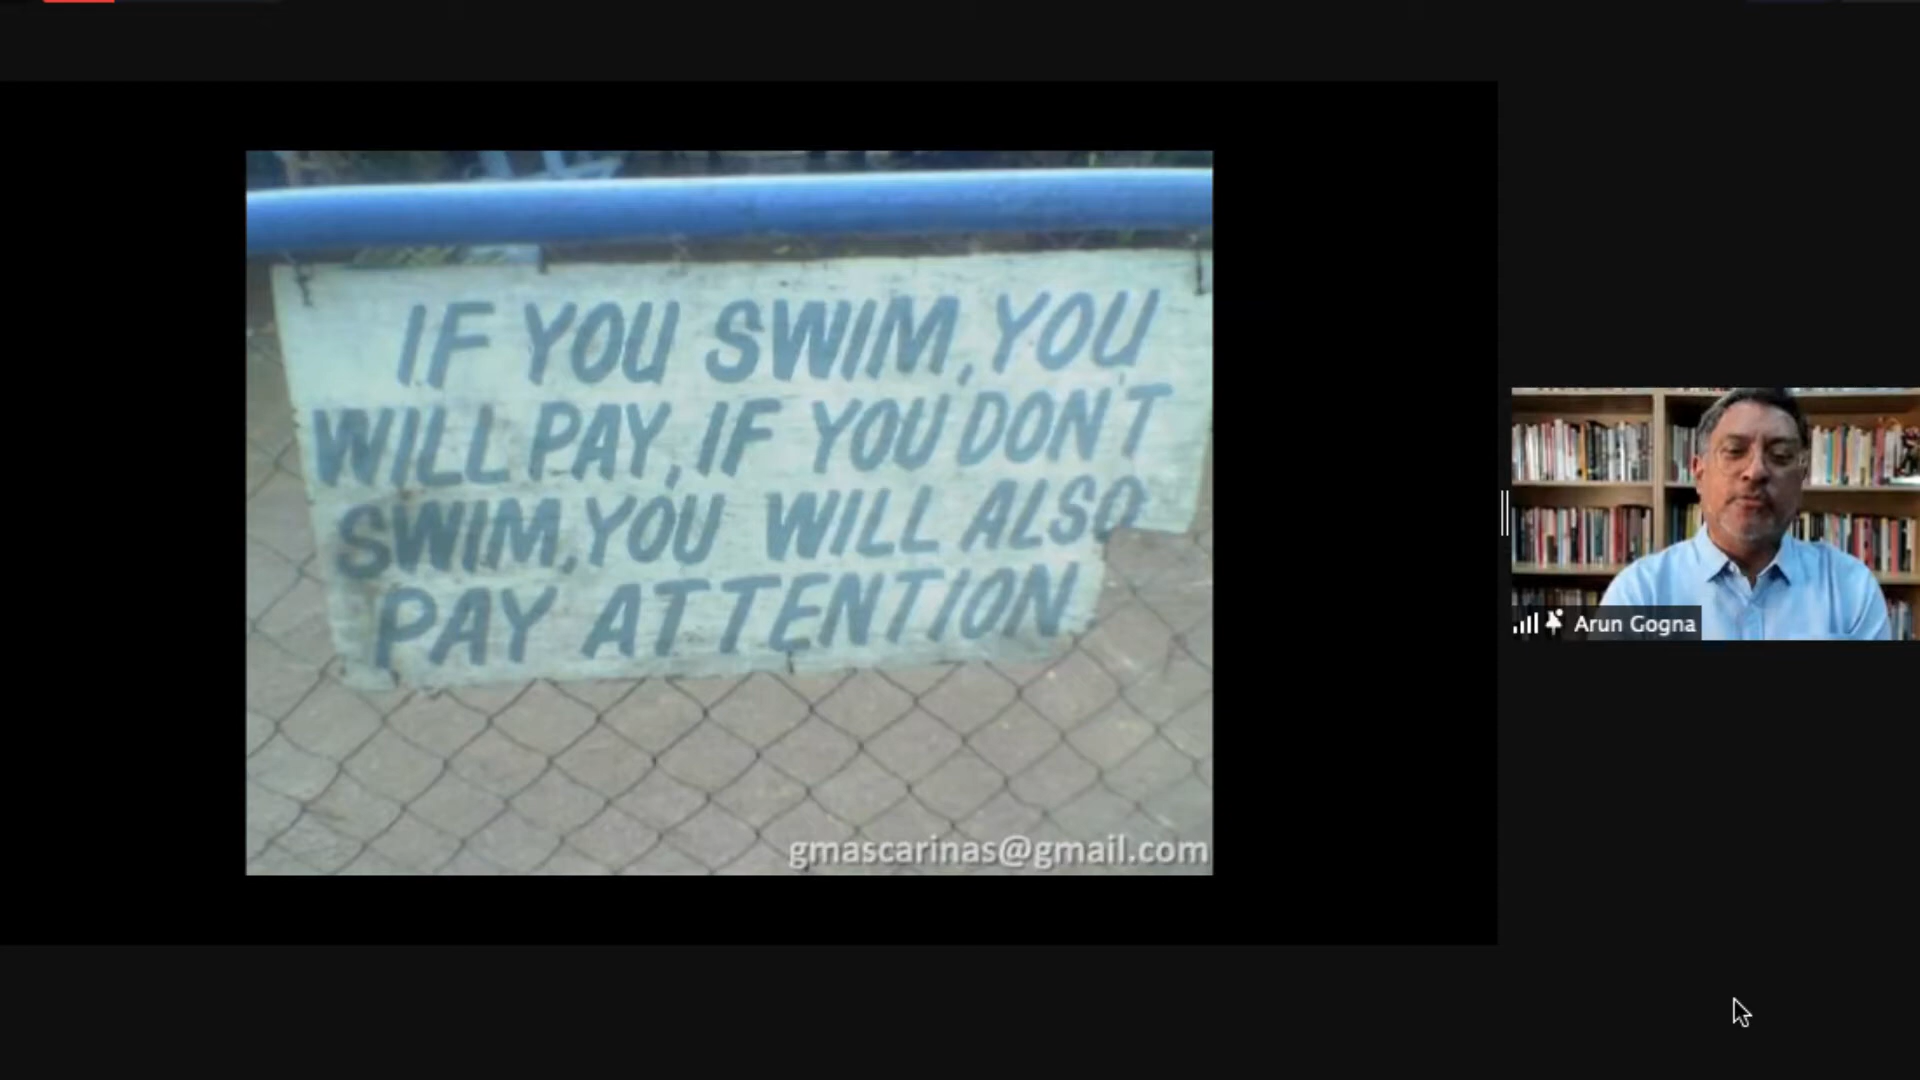 IF YOU SWIM,YOU
WILL PAY,IF YOU DON'T
SWIM,YOU WILL ALSO
PAY ATTENTION
gmascarinas@gmail.com
Arun Gogna